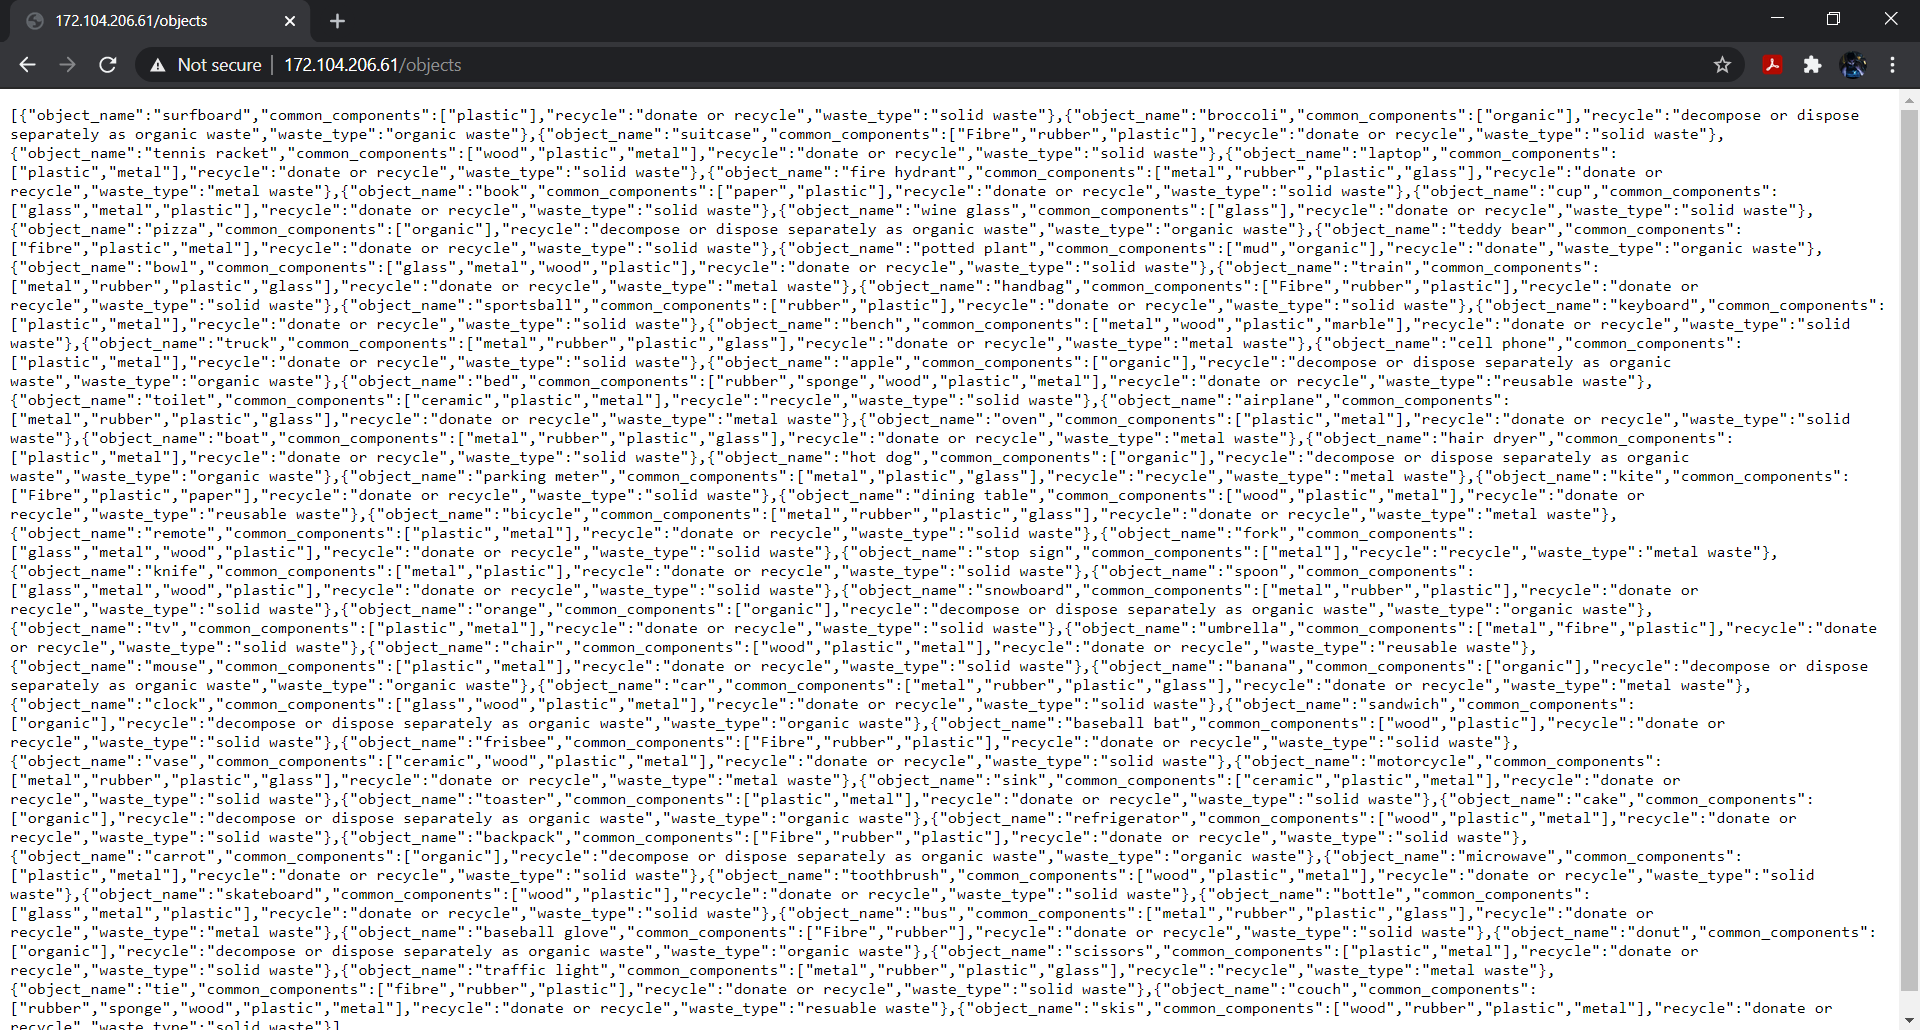 172.104.206.61/objects
Not secure | 172.104.206.61/objects
[{"object_name":"surfboard","common_components":["plastic"],"recycle":"donate or recycle","waste_type":"solid waste"},{"object_name":"broccoli","common_components":["organic"],"recycle":"decompose or dispose
separately as organic waste","waste_type":"organic waste"},{"object_name":"suitcase","common_components":["Fibre","rubber","plastic"],"recycle":"donate or recycle","waste_type":"solid waste"},
{"object_name":"tennis racket","common_components":["wood","plastic","metal"],"recycle":"donate or recycle","waste_type":"solid waste"},{"object_name":"laptop","common_components":
["plastic","metal"],"recycle":"donate or recycle","waste_type":"solid waste"},{"object_name":"fire hydrant","common_components":["metal","rubber","plastic","glass"],"recycle":"donate or
recycle","waste_type":"metal waste"},{"object_name":"book","common_components":["paper","plastic"],"recycle":"donate or recycle","waste_type":"solid waste"},{"object_name":"cup","common_components":
["glass","metal","plastic"],"recycle":"donate or recycle","waste_type":"solid waste"},{"object_name":"wine glass","common_components":["glass"],"recycle":"donate or recycle","waste_type":"solid waste"},
{"object_name":"pizza","common_components":["organic"],"recycle":"decompose or dispose separately as organic waste","waste_type":"organic waste"},{"object_name":"teddy bear","common_components":
["fibre","plastic","metal"],"recycle":"donate or recycle","waste_type":"solid waste"},{"object_name":"potted plant","common_components":["mud","organic"],"recycle":"donate","waste_type":"organic waste"},
{"object_name":"bowl","common_components":["glass","metal","wood","plastic"],"recycle":"donate or recycle","waste_type":"solid waste"},{"object_name":"train","common_components":
["metal","rubber","plastic","glass"],"recycle":"donate or recycle","waste_type":"metal waste"},{"object_name":"handbag","common_components":["Fibre","rubber","plastic"],"recycle":"donate or
recycle","waste_type":"solid waste"},{"object_name":"sportsball","common_components":["rubber","plastic"],"recycle":"donate or recycle","waste_type":"solid waste"},{"object_name":"keyboard","common_components":
["plastic","metal"],"recycle":"donate or recycle","waste_type":"solid waste"},{"object_name":"bench","common_components":["metal","wood","plastic","marble"],"recycle":"donate or recycle","waste_type":"solid
waste"},{"object_name":"truck","common_components":["metal","rubber","plastic","glass"],"recycle":"donate or recycle","waste_type":"metal waste"},{"object_name":"cell phone","common_components":
["plastic","metal"],"recycle":"donate or recycle","waste_type":"solid waste"},{"object_name":"apple","common_components":["organic"],"recycle":"decompose or dispose separately as organic
waste","waste_type":"organic waste"},{"object_name":"bed","common_components":["rubber","sponge","wood","plastic","metal"],"recycle":"donate or recycle","waste_type":"reusable waste"},
{"object_name":"toilet","common_components":["ceramic","plastic","metal"],"recycle":"recycle","waste_type":"solid waste"},{"object_name":"airplane","common_components":
["metal","rubber","plastic","glass"],"recycle":"donate or recycle","waste_type":"metal waste"},{"object_name":"oven","common_components":["plastic","metal"],"recycle":"donate or recycle","waste_type":"solid
waste"},{"object_name":"boat","common_components":["metal","rubber","plastic","glass"],"recycle":"donate or recycle","waste_type":"metal waste"},{"object_name":"hair dryer","common_components":
["plastic","metal"],"recycle":"donate or recycle","waste_type":"solid waste"},{"object_name":"hot dog","common_components":["organic"],"recycle":"decompose or dispose separately as organic
waste","waste_type":"organic waste"},{"object_name":"parking meter","common_components":["metal","plastic","glass"],"recycle":"recycle","waste_type":"metal waste"},{"object_name":"kite","common_components":
["Fibre","plastic","paper"],"recycle":"donate or recycle","waste_type":"solid waste"},{"object_name":"dining table","common_components":["wood","plastic","metal"],"recycle":"donate or
recycle","waste_type":"reusable waste"},{"object_name":"bicycle","common_components":["metal","rubber","plastic","glass"],"recycle":"donate or recycle","waste_type":"metal waste"},
{"object_name":"remote","common_components":["plastic","metal"],"recycle":"donate or recycle","waste_type":"solid waste"},{"object_name":"fork","common_components":
["glass","metal","wood","plastic"],"recycle":"donate or recycle","waste_type":"solid waste"},{"object_name":"stop sign","common_components":["metal"],"recycle":"recycle","waste_type":"metal waste"},
{"object_name":"knife","common_components":["metal","plastic"],"recycle":"donate or recycle","waste_type":"solid waste"},{"object_name":"spoon","common_components":
["glass","metal","wood","plastic"],"recycle":"donate or recycle","waste_type":"solid waste"},{"object_name":"snowboard","common_components":["metal","rubber","plastic"],"recycle":"donate or
recycle","waste_type":"solid waste"},{"object_name":"orange","common_components":["organic"],"recycle":"decompose or dispose separately as organic waste","waste_type":"organic waste"},
{"object_name":"tv","common_components":["plastic","metal"],"recycle":"donate or recycle","waste_type":"solid waste"},{"object_name":"umbrella","common_components":["metal","fibre","plastic"],"recycle":"donate
or recycle","waste_type":"solid waste"},{"object_name":"chair","common_components":["wood","plastic","metal"],"recycle":"donate or recycle","waste_type":"reusable waste"},
{"object_name":"mouse","common_components":["plastic","metal"],"recycle":"donate or recycle","waste_type":"solid waste"},{"object_name":"banana","common_components":["organic"],"recycle":"decompose or dispose
separately as organic waste","waste_type":"organic waste"},{"object_name":"car","common_components":["metal","rubber","plastic","glass"],"recycle":"donate or recycle","waste_type":"metal waste"},
{"object_name":"clock","common_components":["glass","wood","plastic","metal"],"recycle":"donate or recycle","waste_type":"solid waste"},{"object_name":"sandwich","common_components":
["organic"],"recycle":"decompose or dispose separately as organic waste","waste_type":"organic waste"},{"object_name":"baseball bat","common_components":["wood","plastic"],"recycle":"donate or
recycle","waste_type":"solid waste"},{"object_name":"frisbee","common_components":["Fibre","rubber","plastic"],"recycle":"donate or recycle","waste_type":"solid waste"},
{"object_name":"vase","common_components":["ceramic","wood","plastic","metal"],"recycle":"donate or recycle","waste_type":"solid waste"},{"object_name":"motorcycle","common_components":
["metal","rubber","plastic","glass"],"recycle":"donate or recycle","waste_type":"metal waste"},{"object_name":"sink","common_components":["ceramic","plastic","metal"],"recycle":"donate or
recycle","waste_type":"solid waste"},{"object_name":"toaster","common_components":["plastic","metal"],"recycle":"donate or recycle","waste_type":"solid waste"},{"object_name":"cake","common_components":
["organic"],"recycle":"decompose or dispose separately as organic waste","waste_type":"organic waste"},{"object_name":"refrigerator","common_components":["wood","plastic","metal"],"recycle":"donate or
recycle","waste_type":"solid waste"},{"object_name":"backpack","common_components":["Fibre","rubber","plastic"],"recycle":"donate or recycle","waste_type":"solid waste"},
{"object_name":"carrot","common_components":["organic"],"recycle":"decompose or dispose separately as organic waste","waste_type":"organic waste"},{"object_name":"microwave","common_components":
["plastic","metal"],"recycle":"donate or recycle","waste_type":"solid waste"},{"object_name":"toothbrush","common_components":["wood","plastic","metal"],"recycle":"donate or recycle","waste_type":"solid
waste"},{"object_name":"skateboard","common_components":["wood","plastic"],"recycle":"donate or recycle","waste_type":"solid waste"},{"object_name":"bottle","common_components":
["glass","metal","plastic"],"recycle":"donate or recycle","waste_type":"solid waste"},{"object_name":"bus","common_components":["metal","rubber","plastic","glass"],"recycle":"donate or
recycle","waste_type":"metal waste"},{"object_name":"baseball glove","common_components":["Fibre","rubber"],"recycle":"donate or recycle","waste_type":"solid waste"},{"object_name":"donut","common_components":
["organic"],"recycle":"decompose or dispose separately as organic waste","waste_type":"organic waste"},{"object_name":"scissors","common_components":["plastic","metal"],"recycle":"donate or
recycle","waste_type":"solid waste"},{"object_name":"traffic light","common_components":["metal","rubber","plastic","glass"],"recycle":"recycle","waste_type":"metal waste"},
{"object_name":"tie","common_components":["fibre","rubber","plastic"],"recycle":"donate or recycle","waste_type":"solid waste"},{"object_name":"couch","common_components":
["rubber","sponge","wood","plastic","metal"],"recycle":"donate or recycle","waste_type":"resuable waste"},{"object_name":"skis","common_components":["wood","rubber","plastic","metal"],"recycle":"donate or
recycle","waste_type":"solid waste"}]